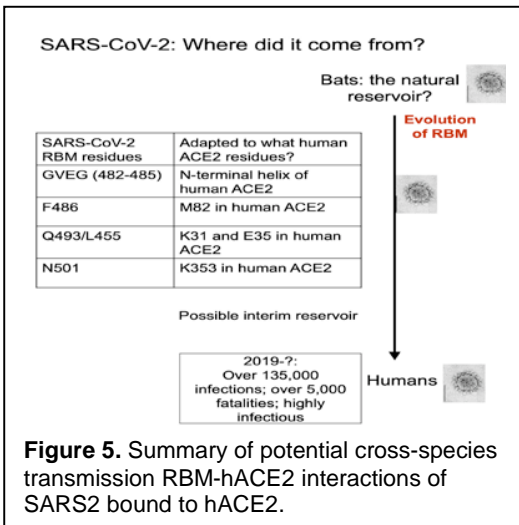 SARS-CoV-2: Where did it come from?
Bats: the natural
reservoir?
Evolution
of RBM
SARS-CoV-2
RBM residues
Adapted to what human
ACE2 residues?
GVEG (482-485)
N-terminal helix of
human ACE2
F486
M82 in human ACE2
Q493/L455
K31 and E35 in human
ACE2
N501
K353 in human ACE2
Possible interim reservoir
2019-?:
Over 135,000
infections; over 5,000
fatalities; highly
infectious
Humans
Figure 5. Summary of potential cross-species
transmission RBM-hACE2 interactions of
SARS2 bound to hACE2.